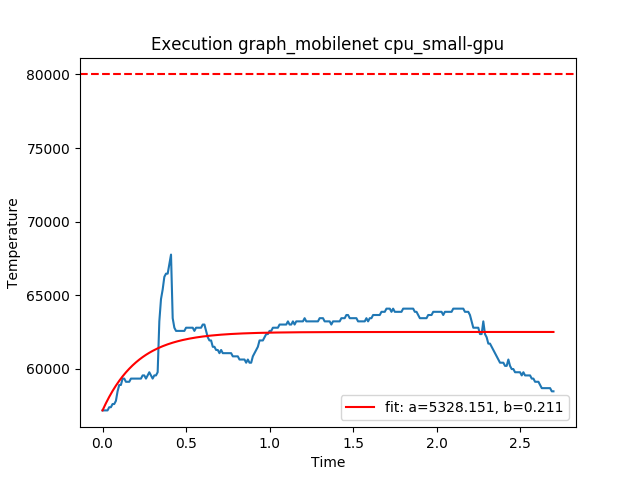 Execution graph_mobilenet cpu_small-gpu
80000
75000
70000
65000
60000
Temperature
0.0 0.5 1.0 1.5 2.0 2.5
Time
fit: a=5328.151, b=0.211